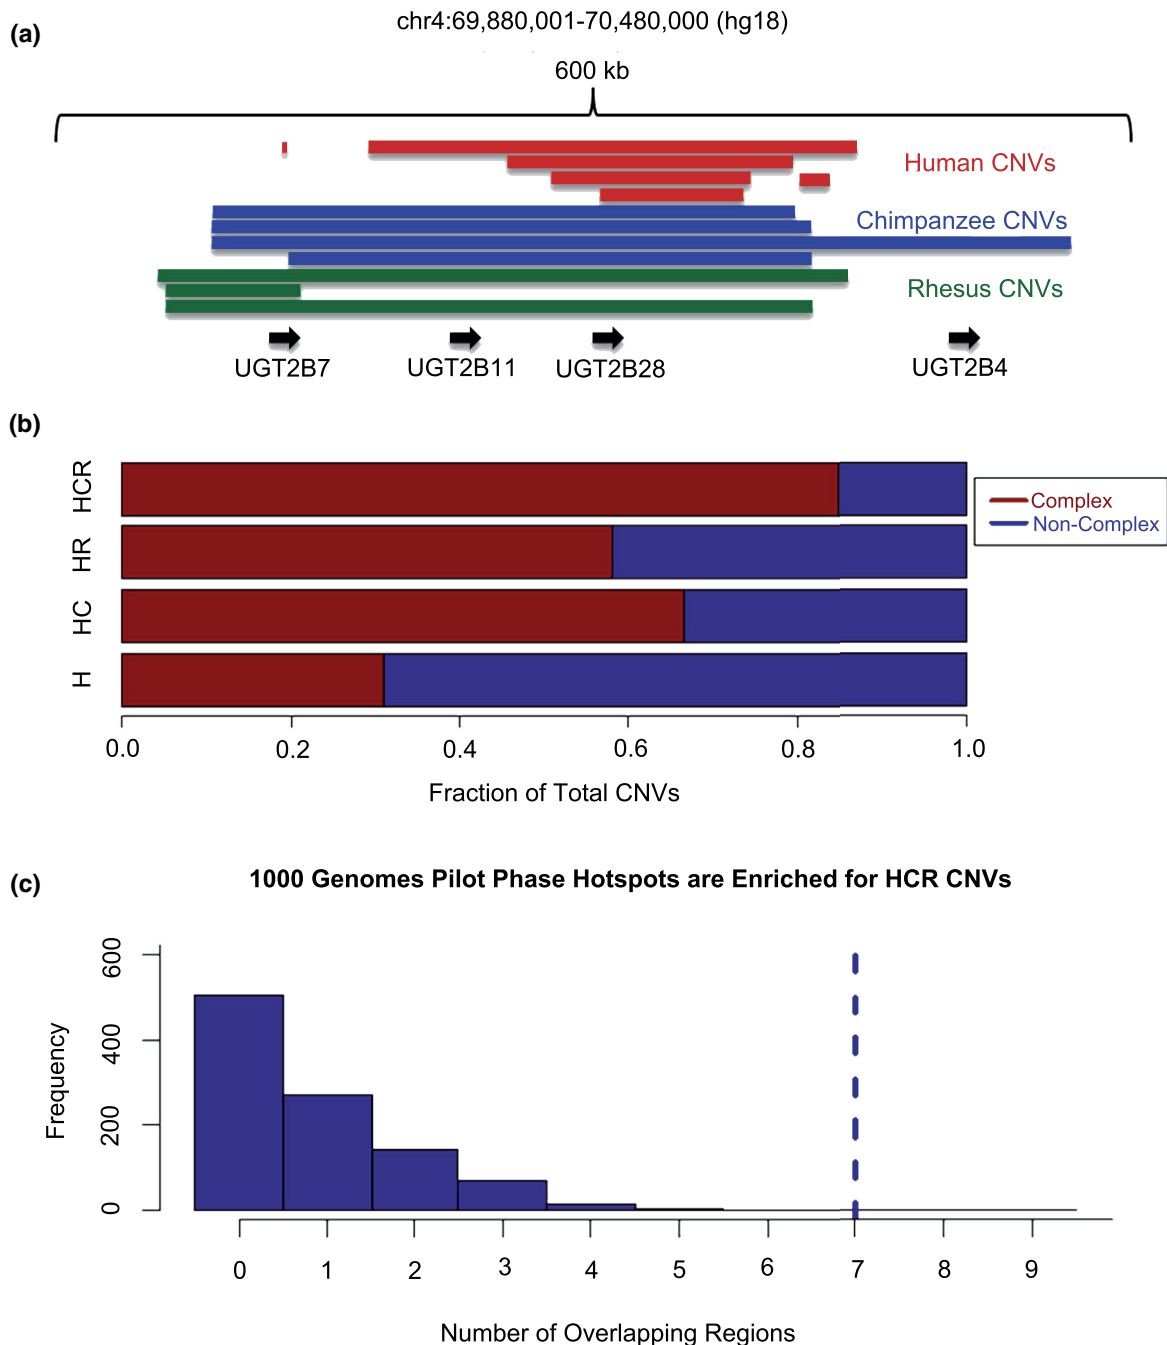 (a)
chr4:69,880,001-70,480,000 (hg18)
600 kb
Human CNVs
Chimpanzee CNVs
Rhesus CNVs
UGT2B7 UGT2B11 UGT2B28 UGT2B4
(b)
HCR
HR
HC
H
Complex
Non-Complex
0.0 0.2 0.4 0.6 0.8 1.0
Fraction of Total CNVs
(c)
1000 Genomes Pilot Phase Hotspots are Enriched for HCR CNVs
Frequency
600
400
200
0
0 1 2 3 4 5 6 7 8 9
Number of Overlapping Regions